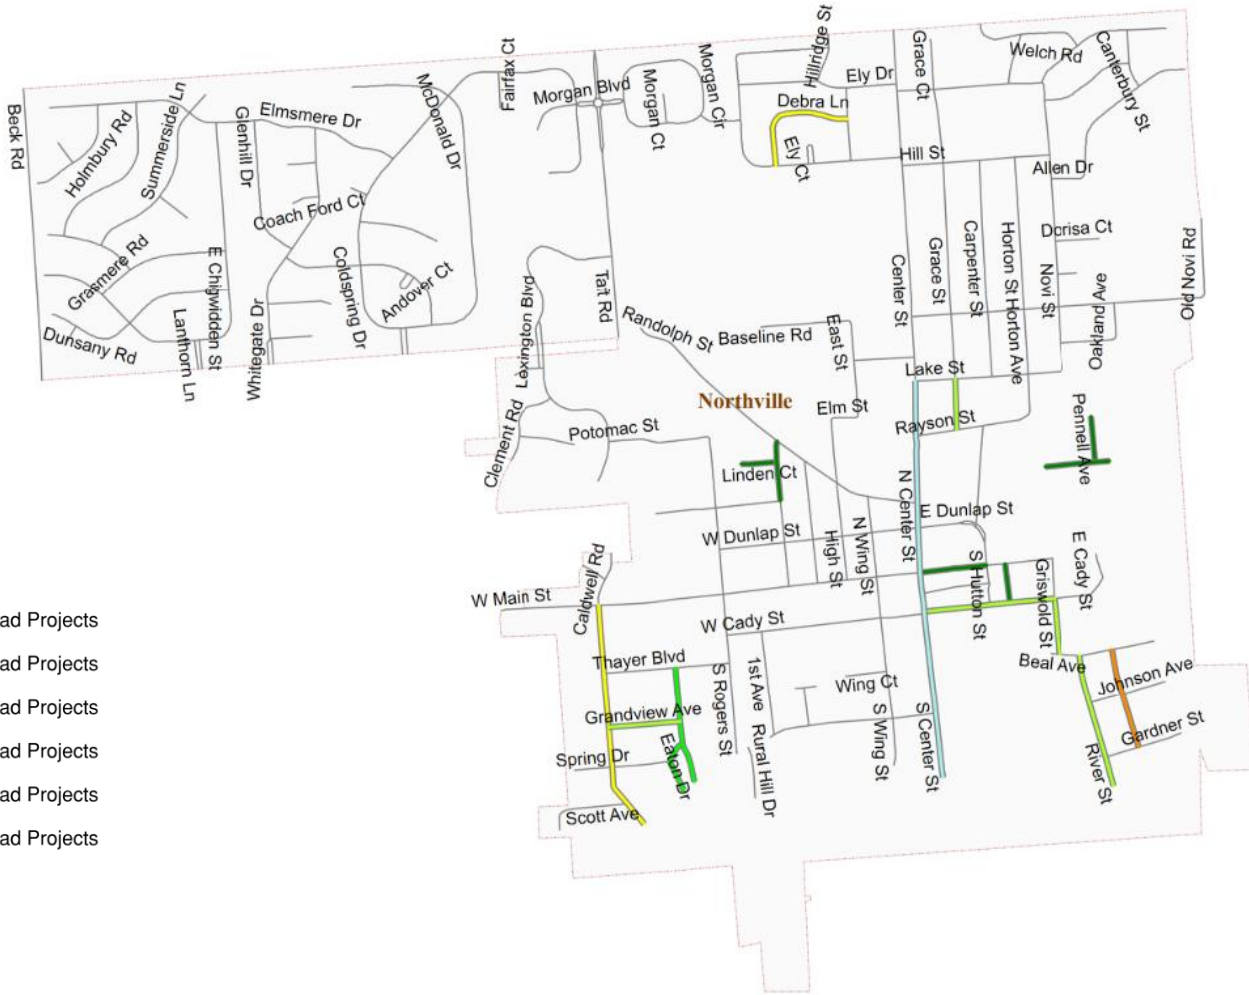 Beck Rd
Holmbury Rd
Summerside Ln
Glenhill Dr
Elmsmere Dr
McDonald Dr
Fairfax Ct
Morgan Blvd
Morgan Ct
Morgan Cir
Hillridge St
Ely Dr
Debra Ln
Ely Ct
Grace Ct
Welch Rd
Canterbury St
Hill St
Allen Dr
Coach Ford Ct
Grasmere Rd
E Chigwidden St
Coldspring Dr
Andover Ct
Dunsany Rd
Lanthorn Ln
Whitegate Dr
Lexington Blvd
Taft Rd
Randolph St
Baseline Rd
East St
Center St
Grace St
Carpenter St
Horton St
Horton Ave
Novi St
Dorisa Ct
Oakland Ave
Old Novi Rd
Lake St
Northville
Elm St
Rayson St
Pennell Ave
Clement Rd
Potomac St
Linden Ct
N Center St
E Dunlap St
W Dunlap St
High St
N Wing St
S Hutton St
Griswold St
E Cady St
Caldwell Rd
W Main St
W Cady St
Thayer Blvd
S Rogers St
1st Ave
Wing Ct
Beal Ave
Johnson Ave
Grandview Ave
Eaton Dr
Spring Dr
Scott Ave
Rural Hill Dr
S Wing St
S Center St
River St
Gardner St
ad Projects
ad Projects
ad Projects
ad Projects
ad Projects
ad Projects